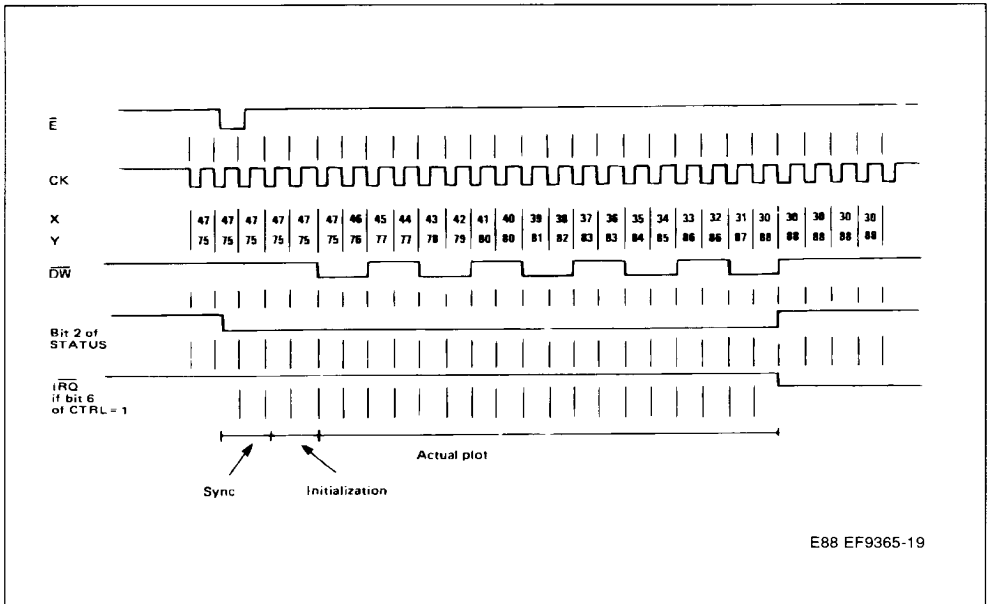 E̅
CK
X 47 47 47 47 47 47 46 45 44 43 42 41 40 39 38 37 36 35 34 33 32 31 30 30 30 30 30
Y 75 75 75 75 75 75 76 77 77 78 79 80 80 81 82 83 83 84 85 86 86 87 88 88 88 88 88
D̅W̅
Bit 2 of
STATUS
I̅R̅Q̅
if bit 6
of CTRL = 1
Actual plot
Sync
Initialization
E88 EF9365-19